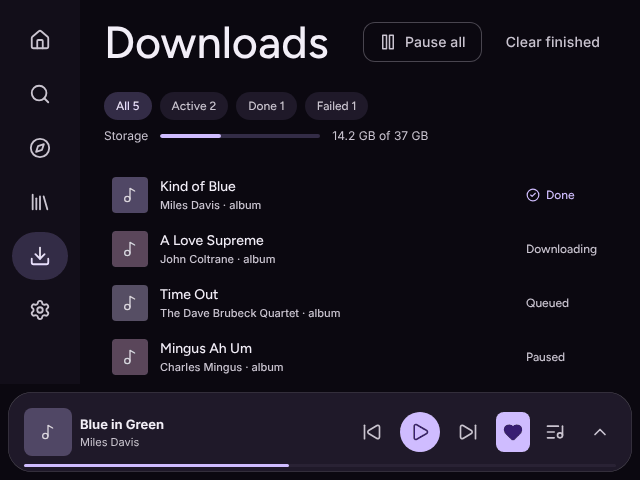 Downloads
Pause all
Clear finished
All 5
Active 2
Done 1
Failed 1
Storage
14.2 GB of 37 GB
Kind of Blue
Miles Davis · album
Done
A Love Supreme
John Coltrane · album
Downloading
Time Out
The Dave Brubeck Quartet · album
Queued
Mingus Ah Um
Charles Mingus · album
Paused
Blue in Green
Miles Davis